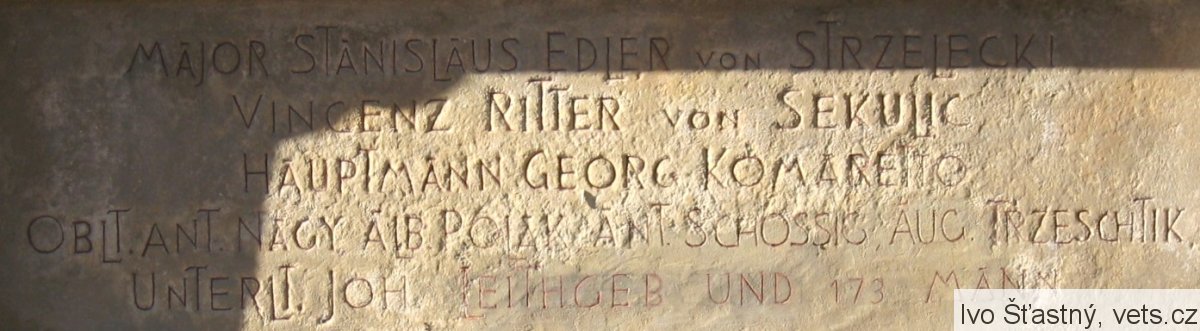 MAJOR STANISLAUS EDLER VON STRZELECKI
VINCENZ RITTER VON SEKULIC
HAUPTMANN GEORG KOMARETTO
OBLT. ANT. NAGY, ALB. POLAK, ANT. SCHÖSSIG, AUG. TRZESCHTIK,
UNTERLT. JOH. LEITHGEB UND 173 MANN
Ivo Šťastný, vets.cz